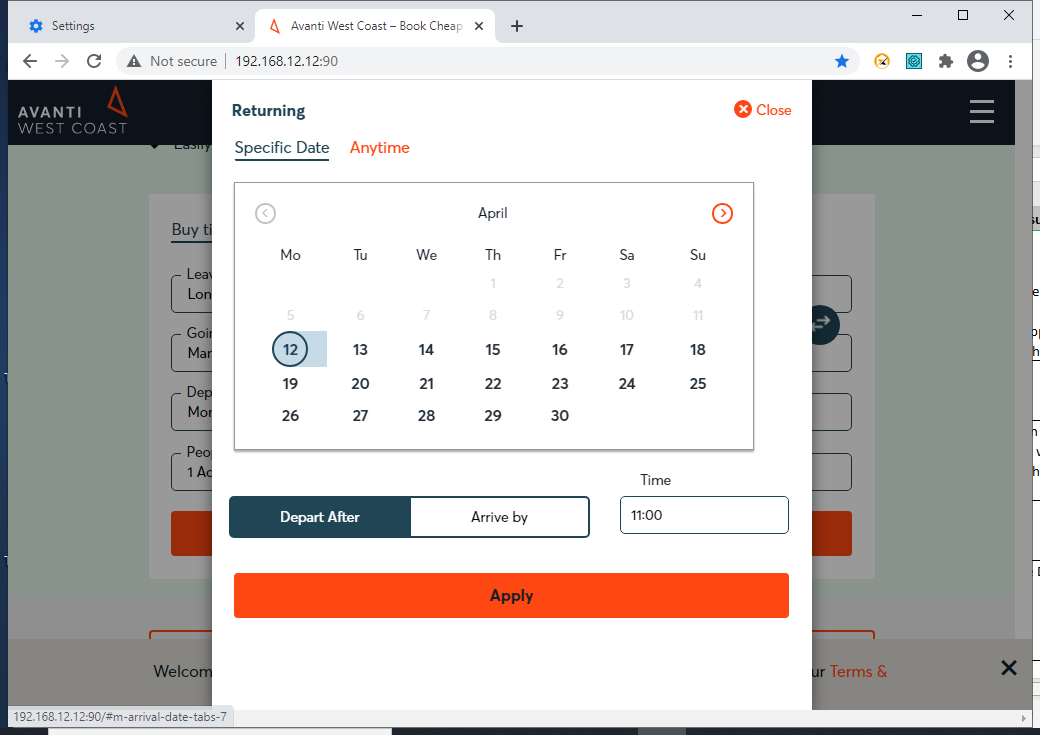 Settings
Avanti West Coast – Book Cheap
Not secure
192.168.12.12:90
AVANTI
WEST COAST
Returning
Close
Easily
Specific Date
Anytime
April
Buy ti
Mo Tu We Th Fr Sa Su
Leav
1 2 3 4
Lon
5 6 7 8 9 10 11
Goin
12 13 14 15 16 17 18
Mar
19 20 21 22 23 24 25
Dep
Mon
26 27 28 29 30
Peop
1 Ad
Time
Depart After
Arrive by
11:00
Apply
Welcom
ur Terms &
192.168.12.12:90/#m-arrival-date-tabs-7